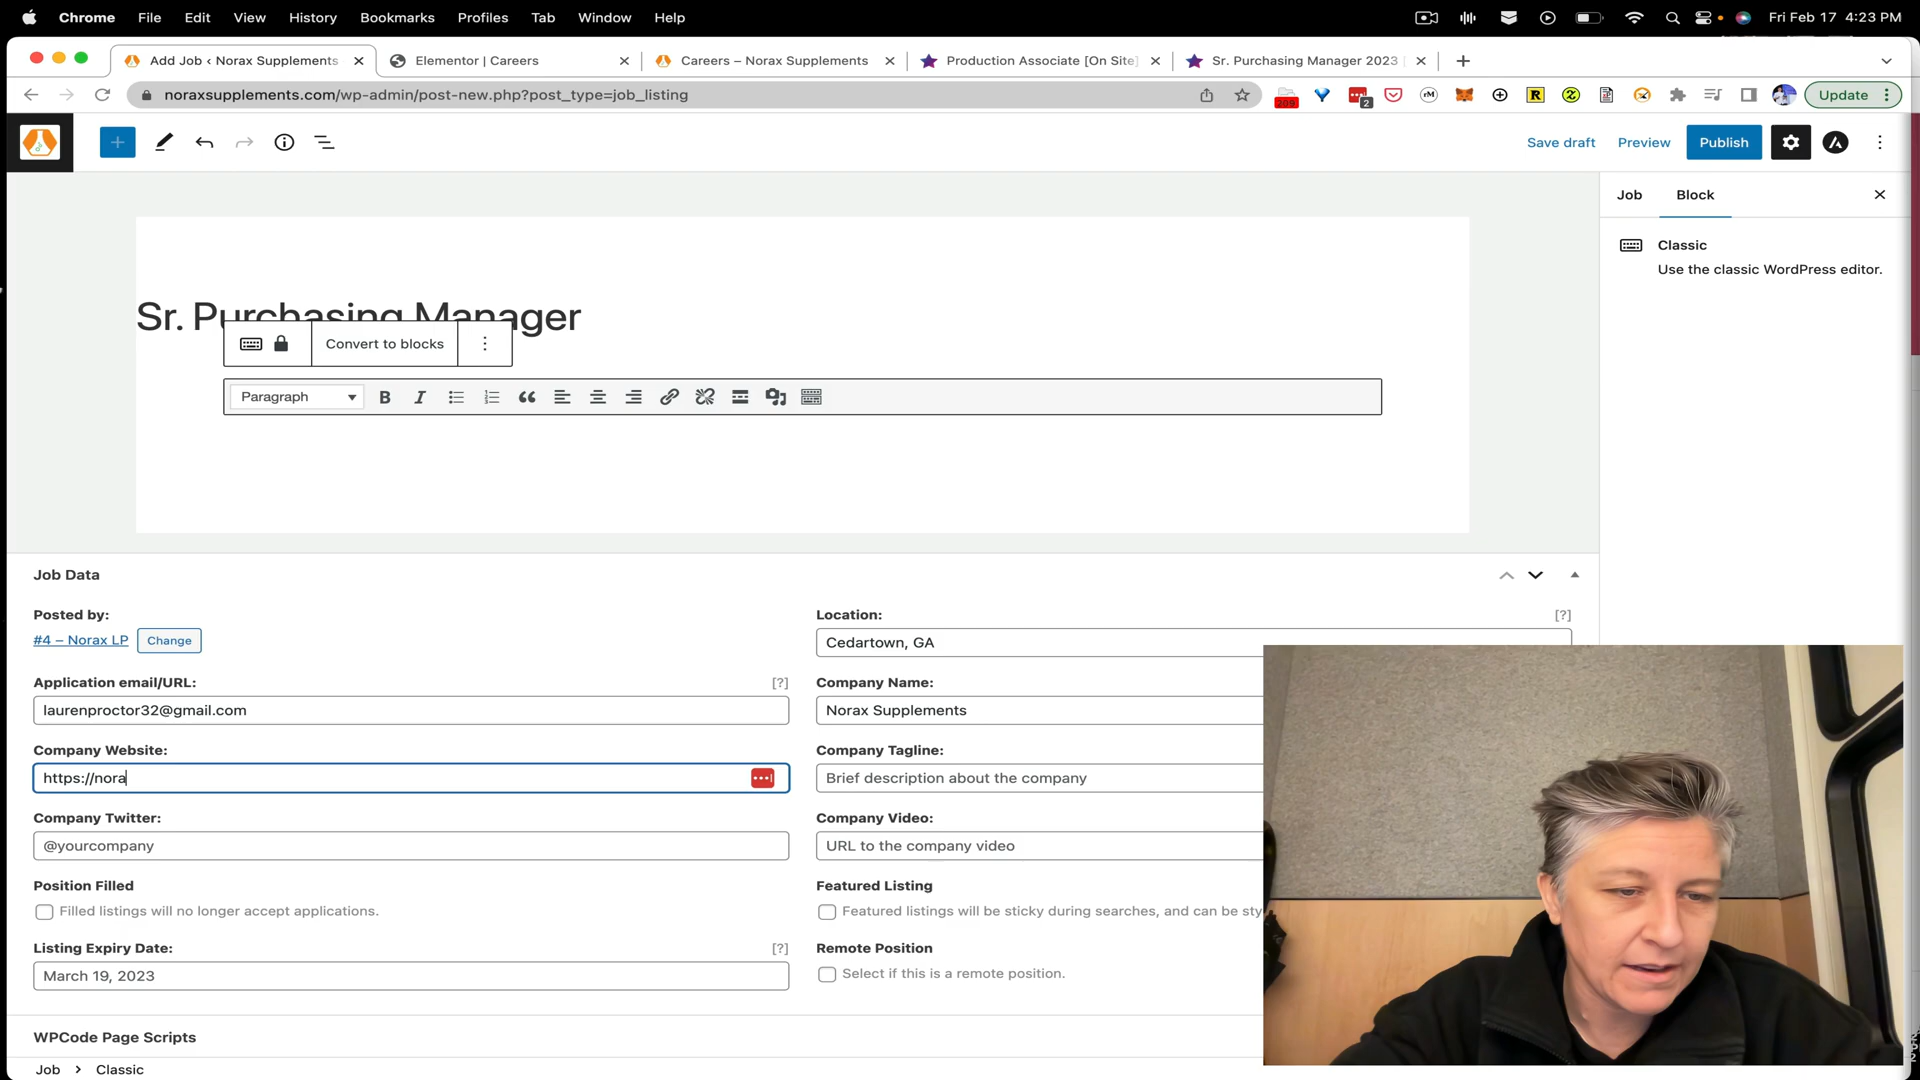 Chrome File Edit View History Bookmarks Profiles Tab Window Help Fri Feb 17 4:23 PM
Add Job ‹ Norax Supplements Elementor | Careers Careers – Norax Supplements Production Associate [On Site] Sr. Purchasing Manager 2023
noraxsupplements.com/wp-admin/post-new.php?post_type=job_listing 209 2 rM R Update
Save draft Preview Publish
Job Block
Classic
Use the classic WordPress editor.
Sr. Purchasing Manager
Convert to blocks
Paragraph B I
Job Data
Posted by: Location: [?]
#4 – Norax LP Change Cedartown, GA
Application email/URL: [?] Company Name:
laurenproctor32@gmail.com Norax Supplements
Company Website: Company Tagline:
https://nora Brief description about the company
Company Twitter: Company Video:
@yourcompany URL to the company video
Position Filled Featured Listing
Filled listings will no longer accept applications. Featured listings will be sticky during searches, and can be sty
Listing Expiry Date: [?] Remote Position
March 19, 2023 Select if this is a remote position.
WPCode Page Scripts
Job > Classic